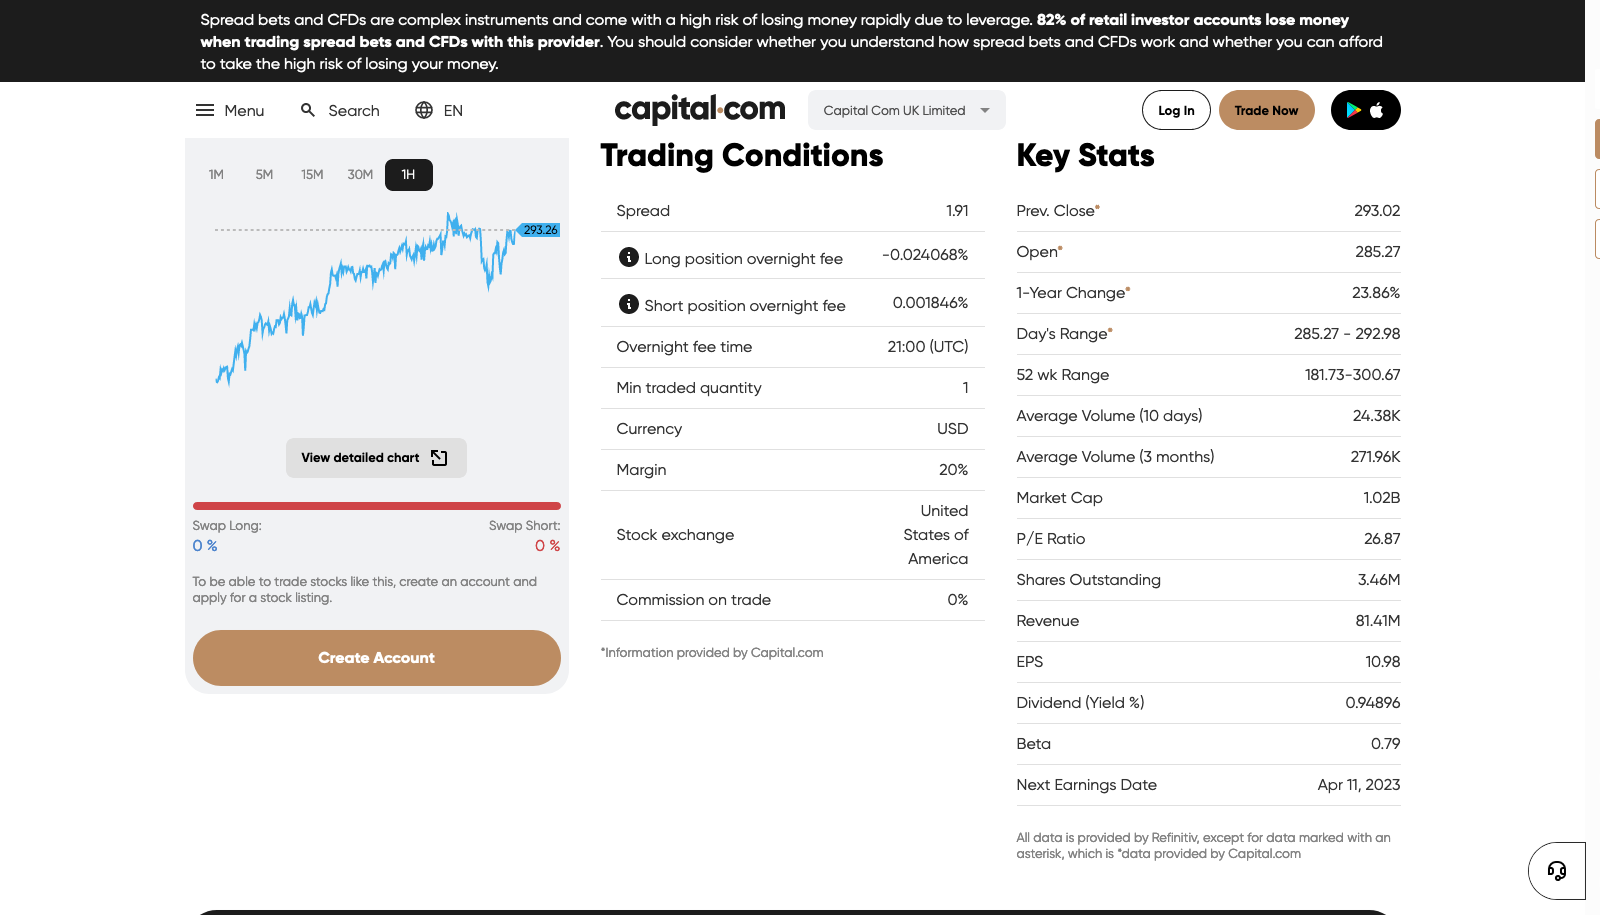 Spread bets and CFDs are complex instruments and come with a high risk of losing money rapidly due to leverage. 82% of retail investor accounts lose money
when trading spread bets and CFDs with this provider. You should consider whether you understand how spread bets and CFDs work and whether you can afford
to take the high risk of losing your money.
Menu
Search
EN
capital.com
Capital Com UK Limited
Log In
Trade Now
1M 5M 15M 30M 1H
293.26
View detailed chart
Swap Long: Swap Short:
0 % 0 %
To be able to trade stocks like this, create an account and
apply for a stock listing.
Create Account
Trading Conditions
Spread 1.91
Long position overnight fee -0.024068%
Short position overnight fee 0.001846%
Overnight fee time 21:00 (UTC)
Min traded quantity 1
Currency USD
Margin 20%
Stock exchange United
States of
America
Commission on trade 0%
*Information provided by Capital.com
Key Stats
Prev. Close* 293.02
Open* 285.27
1-Year Change* 23.86%
Day's Range* 285.27 - 292.98
52 wk Range 181.73-300.67
Average Volume (10 days) 24.38K
Average Volume (3 months) 271.96K
Market Cap 1.02B
P/E Ratio 26.87
Shares Outstanding 3.46M
Revenue 81.41M
EPS 10.98
Dividend (Yield %) 0.94896
Beta 0.79
Next Earnings Date Apr 11, 2023
All data is provided by Refinitiv, except for data marked with an
asterisk, which is *data provided by Capital.com